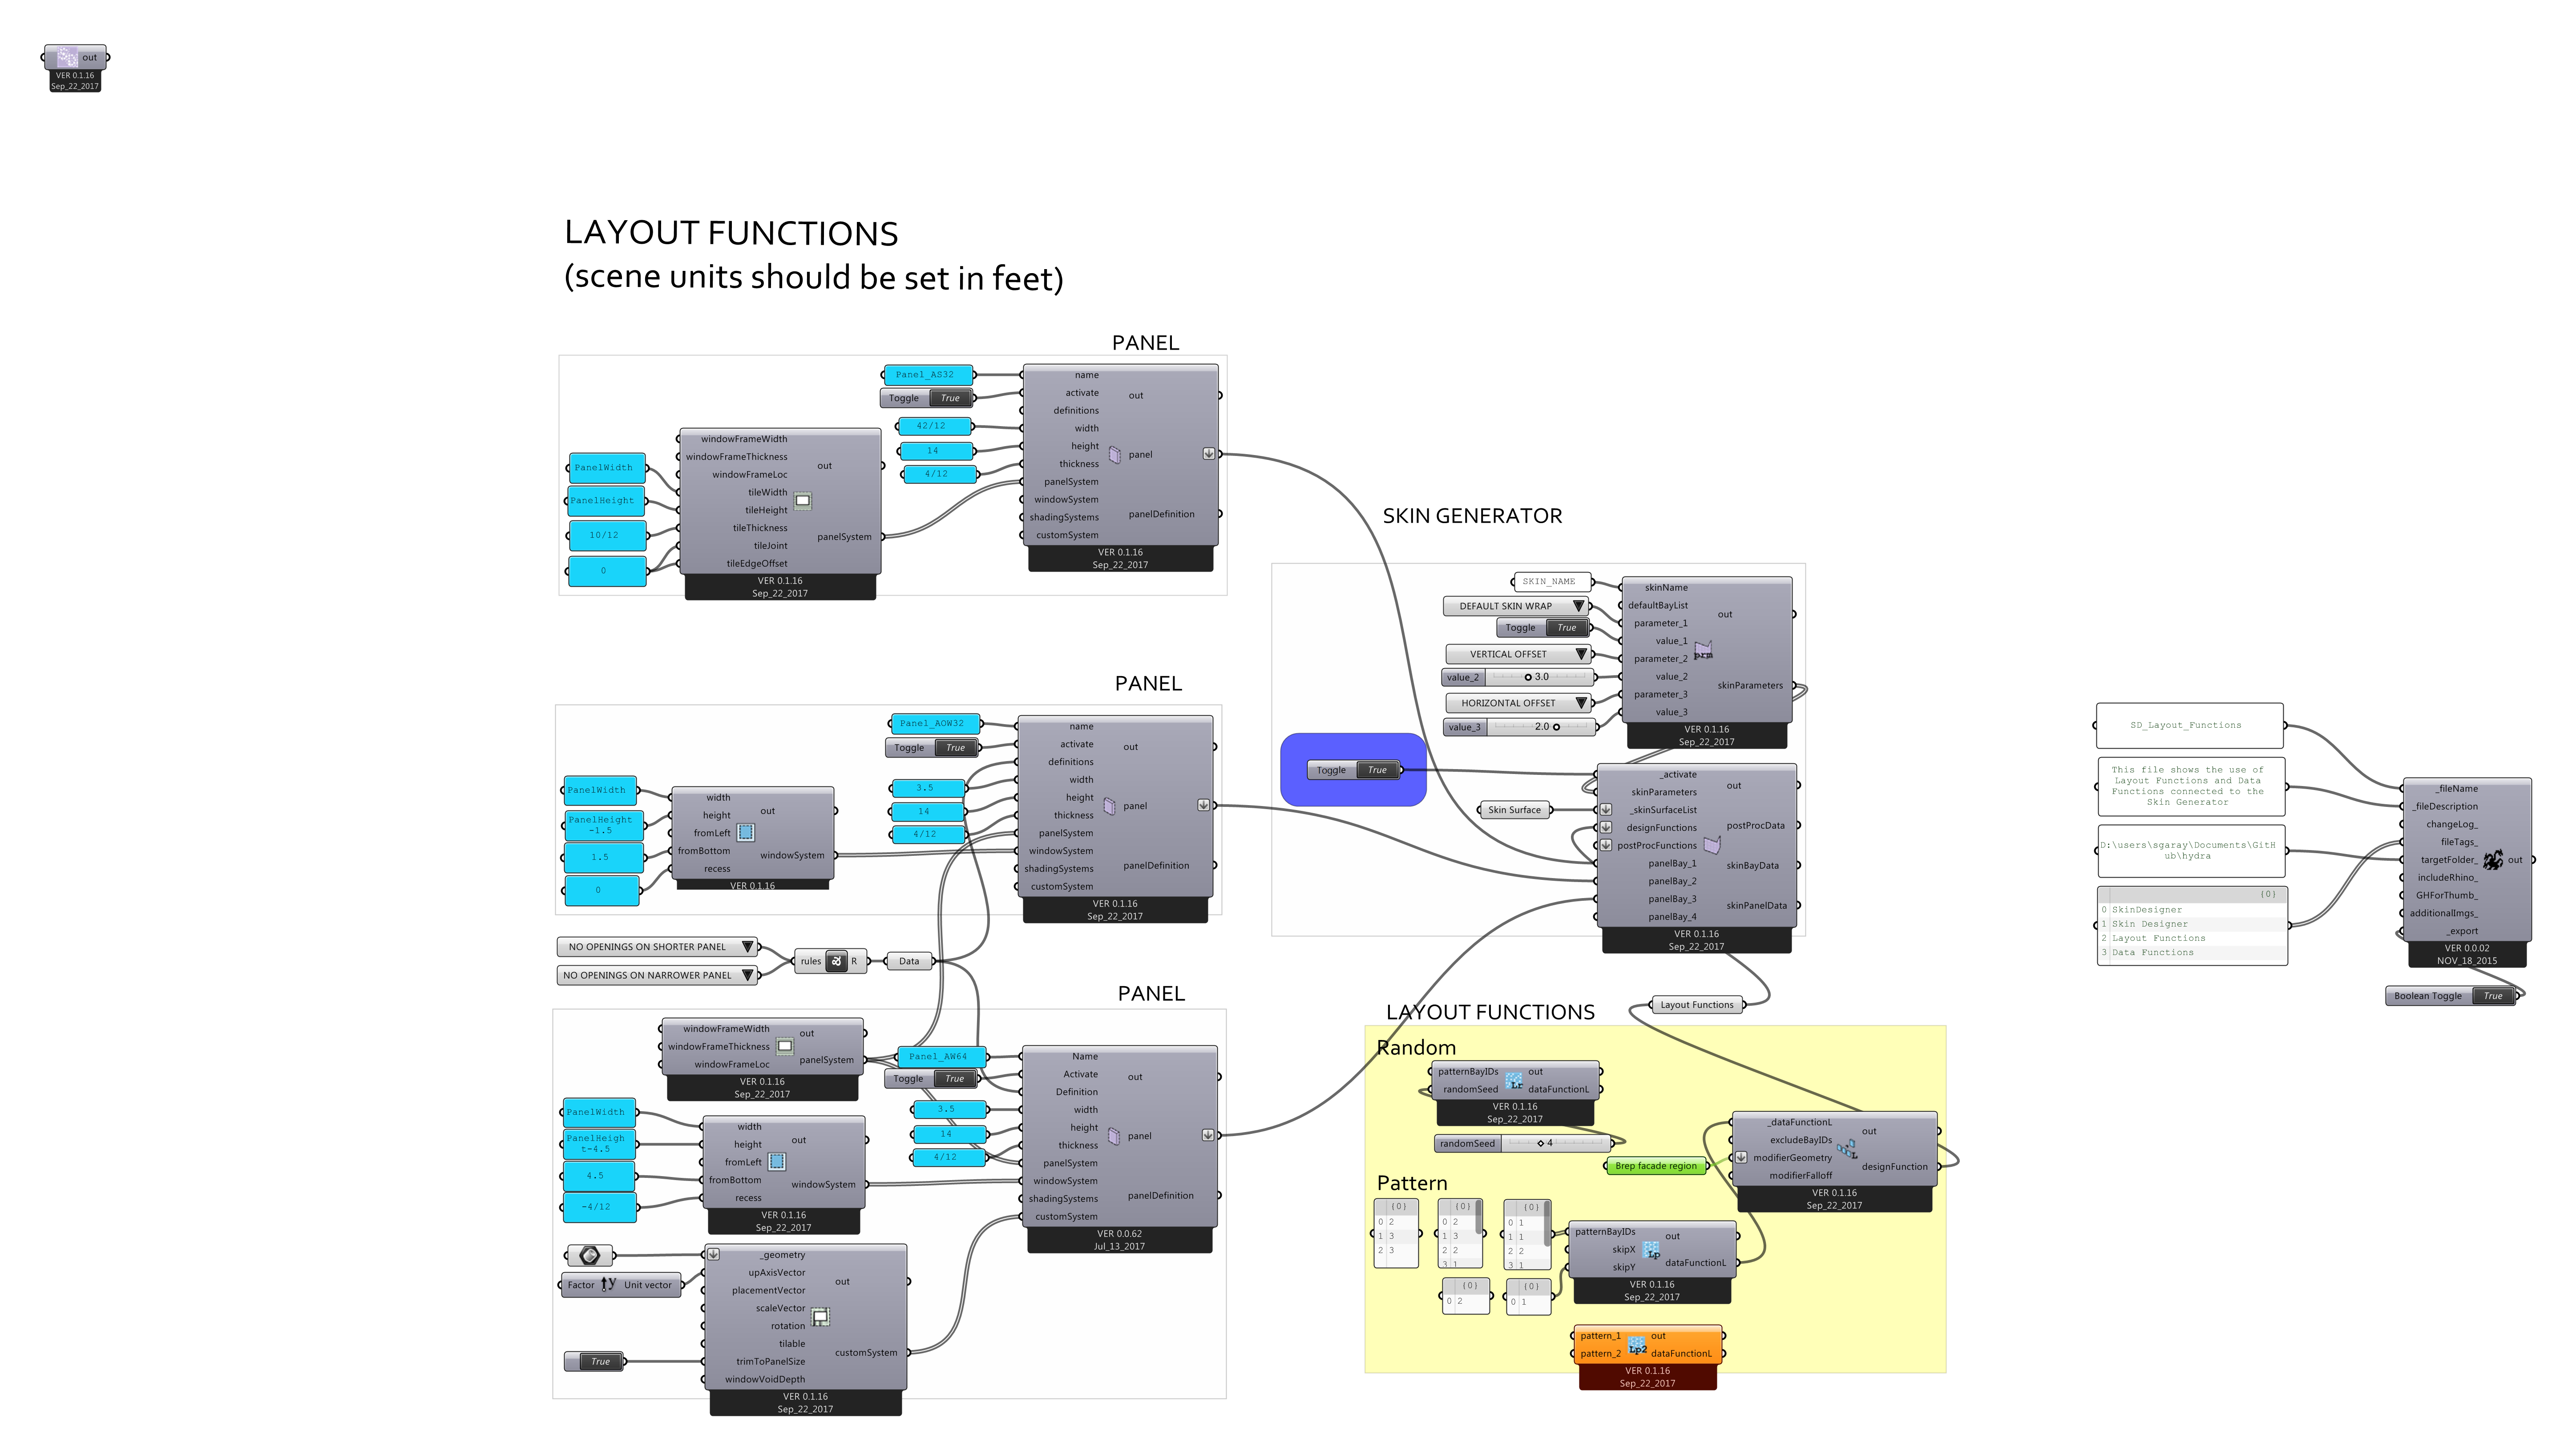 out
VER 0.1.16
Sep_22_2017
LAYOUT FUNCTIONS
(scene units should be set in feet)
PANEL
Panel_AS32
Toggle True
42/12
14
4/12
name
activate
definitions
width
height
thickness
panelSystem
windowSystem
shadingSystems
customSystem
out
panel
panelDefinition
VER 0.1.16
Sep_22_2017
PanelWidth
PanelHeight
10/12
0
windowFrameWidth
windowFrameThickness
windowFrameLoc
tileWidth
tileHeight
tileThickness
tileJoint
tileEdgeOffset
out
panelSystem
VER 0.1.16
Sep_22_2017
PANEL
Panel_AOW32
Toggle True
3.5
14
4/12
name
activate
definitions
width
height
thickness
panelSystem
windowSystem
shadingSystems
customSystem
out
panel
panelDefinition
VER 0.1.16
Sep_22_2017
PanelWidth
PanelHeight
-1.5
1.5
0
width
height
fromLeft
fromBottom
recess
out
windowSystem
VER 0.1.16
NO OPENINGS ON SHORTER PANEL
NO OPENINGS ON NARROWER PANEL
rules R
Data
PANEL
windowFrameWidth
windowFrameThickness
windowFrameLoc
out
panelSystem
VER 0.1.16
Sep_22_2017
Panel_AW64
Toggle True
3.5
14
4/12
Name
Activate
Definition
width
height
thickness
panelSystem
windowSystem
shadingSystems
customSystem
out
panel
panelDefinition
VER 0.0.62
Jul_13_2017
PanelWidth
PanelHeigh
t-4.5
4.5
-4/12
width
height
fromLeft
fromBottom
recess
out
windowSystem
VER 0.1.16
Sep_22_2017
Factor y Unit vector
True
_geometry
upAxisVector
placementVector
scaleVector
rotation
tilable
trimToPanelSize
windowVoidDepth
out
customSystem
VER 0.1.16
Sep_22_2017
SKIN GENERATOR
SKIN_NAME
DEFAULT SKIN WRAP
Toggle True
VERTICAL OFFSET
value_2 3.0
HORIZONTAL OFFSET
value_3 2.0
skinName
defaultBayList
parameter_1
value_1
parameter_2
value_2
parameter_3
value_3
out
prm
skinParameters
VER 0.1.16
Sep_22_2017
Toggle True
Skin Surface
_activate
skinParameters
_skinSurfaceList
designFunctions
postProcFunctions
panelBay_1
panelBay_2
panelBay_3
panelBay_4
out
postProcData
skinBayData
skinPanelData
VER 0.1.16
Sep_22_2017
Layout Functions
LAYOUT FUNCTIONS
Random
patternBayIDs
randomSeed
Lr
out
dataFunctionL
VER 0.1.16
Sep_22_2017
randomSeed 4
Brep facade region
_dataFunctionL
excludeBayIDs
modifierGeometry
modifierFalloff
L
out
designFunction
VER 0.1.16
Sep_22_2017
Pattern
{0}
0 2
1 3
2 3
{0}
0 2
1 3
2 2
3 1
{0}
0 1
1 1
2 2
3 1
{0}
0 2
{0}
0 1
patternBayIDs
skipX
skipY
Lp
out
dataFunctionL
VER 0.1.16
Sep_22_2017
pattern_1
pattern_2
Lp2
out
dataFunctionL
VER 0.1.16
Sep_22_2017
SD_Layout_Functions
This file shows the use of
Layout Functions and Data
Functions connected to the
Skin Generator
D:\users\sgaray\Documents\GitH
ub\hydra
{0}
0 SkinDesigner
1 Skin Designer
2 Layout Functions
3 Data Functions
_fileName
_fileDescription
changeLog_
fileTags_
targetFolder_
includeRhino_
GHForThumb_
additionalImgs_
_export
out
VER 0.0.02
NOV_18_2015
Boolean Toggle True